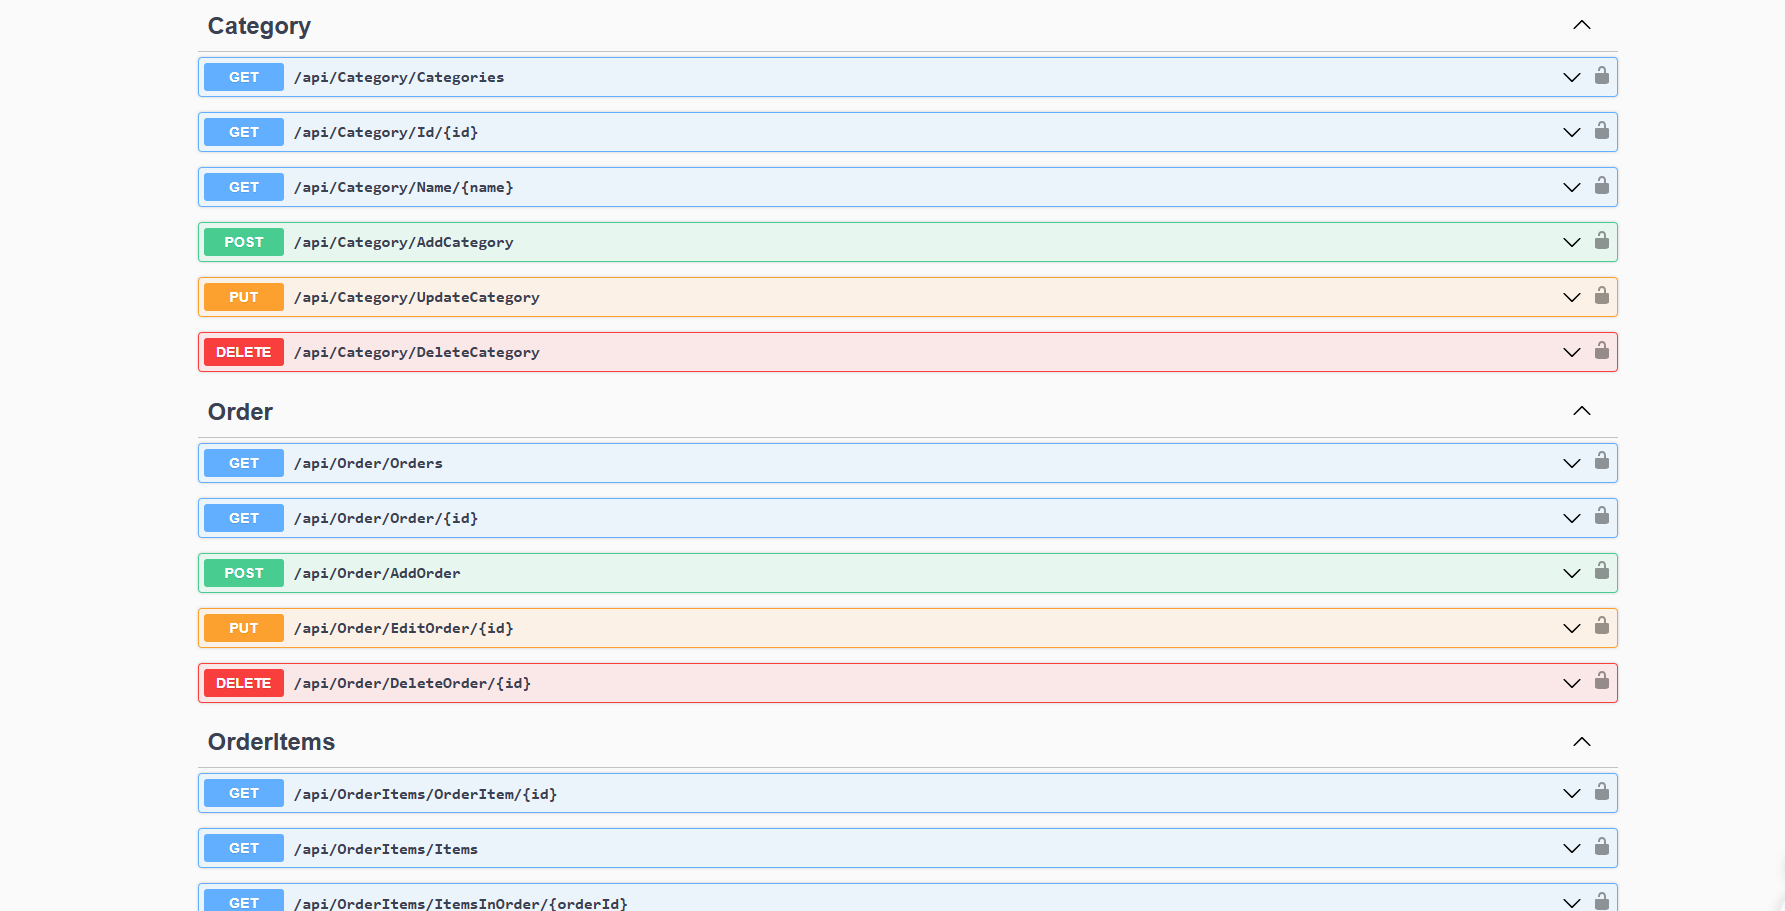 Category
GET /api/Category/Categories
GET /api/Category/Id/{id}
GET /api/Category/Name/{name}
POST /api/Category/AddCategory
PUT /api/Category/UpdateCategory
DELETE /api/Category/DeleteCategory
Order
GET /api/Order/Orders
GET /api/Order/Order/{id}
POST /api/Order/AddOrder
PUT /api/Order/EditOrder/{id}
DELETE /api/Order/DeleteOrder/{id}
OrderItems
GET /api/OrderItems/OrderItem/{id}
GET /api/OrderItems/Items
GET /api/OrderItems/ItemsInOrder/{orderId}